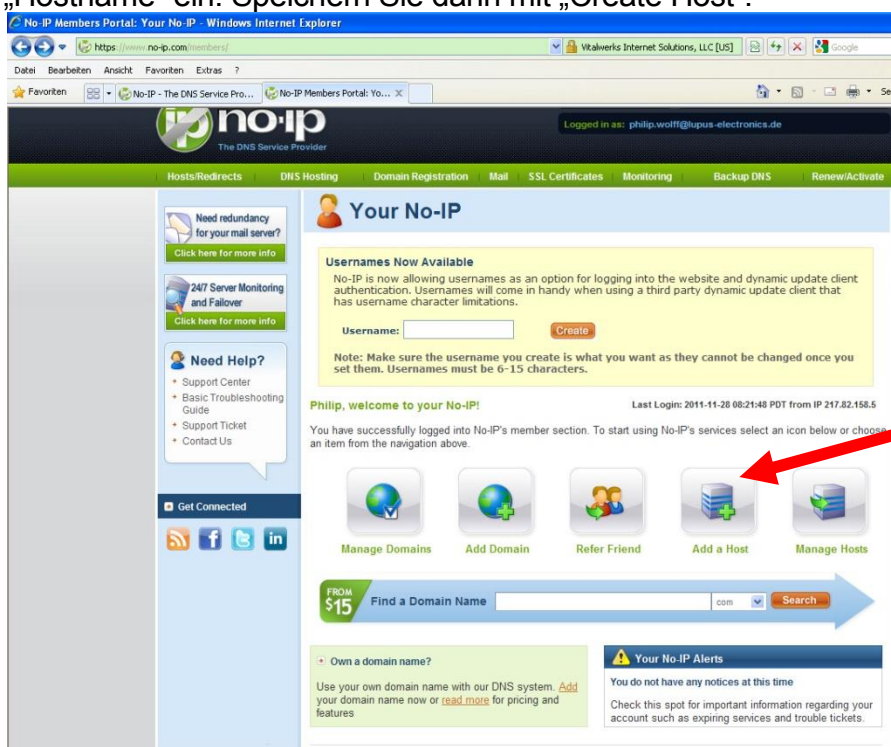 „Hostname" ein. Speichern Sie dann mit „Create Host".
No-IP Members Portal: Your No-IP - Windows Internet Explorer
https://www.no-ip.com/members/
Vitalwerks Internet Solutions, LLC [US]
Google
Datei Bearbeiten Ansicht Favoriten Extras ?
Favoriten
No-IP - The DNS Service Pro...
No-IP Members Portal: Yo...
Se
no-ip
The DNS Service Provider
Logged in as: philip.wolff@lupus-electronics.de
Hosts/Redirects DNS Hosting Domain Registration Mail SSL Certificates Monitoring Backup DNS Renew/Activate
Need redundancy
for your mail server?
Click here for more info
24/7 Server Monitoring
and Failover
Click here for more info
Need Help?
Support Center
Basic Troubleshooting
Guide
Support Ticket
Contact Us
Get Connected
Your No-IP
Usernames Now Available
No-IP is now allowing usernames as an option for logging into the website and dynamic update client
authentication. Usernames will come in handy when using a third party dynamic update client that
has username character limitations.
Username:
Create
Note: Make sure the username you create is what you want as they cannot be changed once you
set them. Usernames must be 6-15 characters.
Philip, welcome to your No-IP!
Last Login: 2011-11-28 08:21:48 PDT from IP 217.82.158.5
You have successfully logged into No-IP's member section. To start using No-IP's services select an icon below or choose
an item from the navigation above.
Manage Domains Add Domain Refer Friend Add a Host Manage Hosts
FROM
$15
Find a Domain Name
com
Search
Own a domain name?
Use your own domain name with our DNS system. Add
your domain name now or read more for pricing and
features
Your No-IP Alerts
You do not have any notices at this time
Check this spot for important information regarding your
account such as expiring services and trouble tickets.